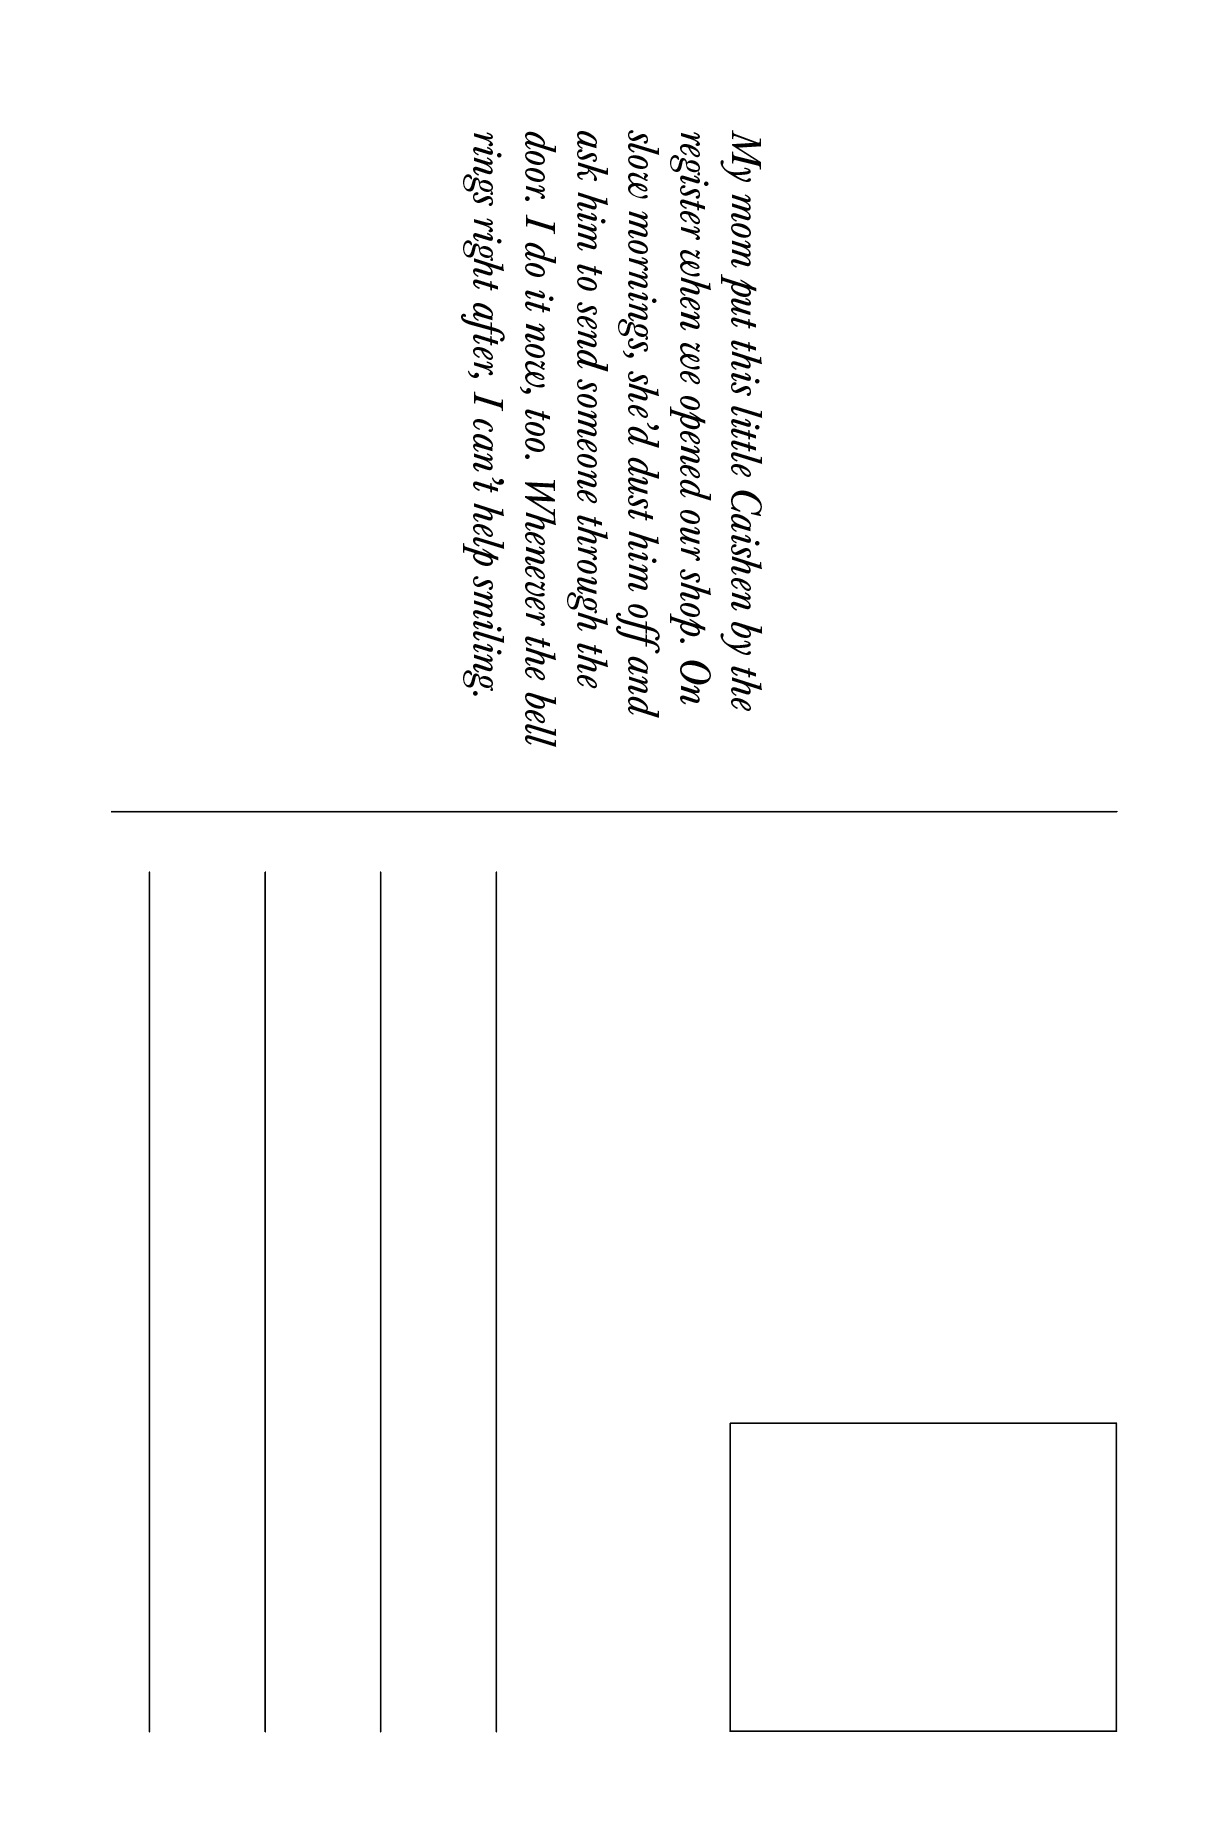 My mom put this little Caishen by the
register when we opened our shop. On
slow mornings, she’d dust him off and
ask him to send someone through the
door. I do it now, too. Whenever the bell
rings right after, I can’t help smiling.